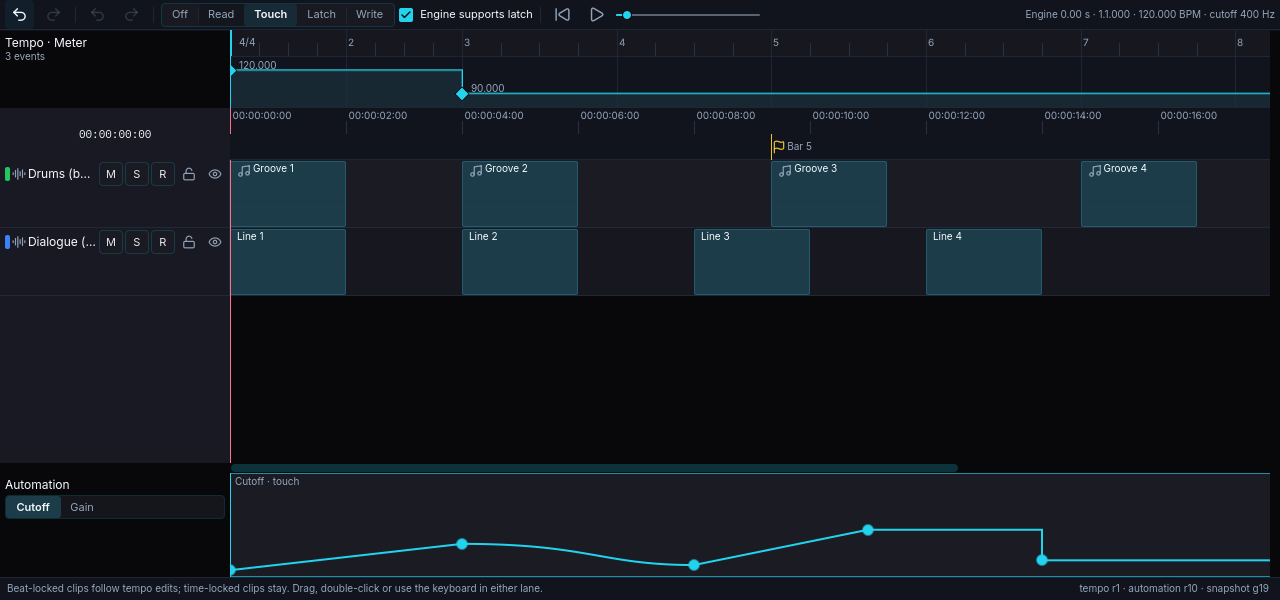 Off Read Touch Latch Write Engine supports latch Engine 0.00 s · 1.1.000 · 120.000 BPM · cutoff 400 Hz
Tempo · Meter
3 events
4/4 2 3 4 5 6 7 8
120.000
90.000
00:00:00:00 00:00:02:00 00:00:04:00 00:00:06:00 00:00:08:00 00:00:10:00 00:00:12:00 00:00:14:00 00:00:16:00
00:00:00:00
Bar 5
Drums (b... M S R
Groove 1 Groove 2 Groove 3 Groove 4
Dialogue (... M S R
Line 1 Line 2 Line 3 Line 4
Automation
Cutoff Gain
Cutoff · touch
Beat-locked clips follow tempo edits; time-locked clips stay. Drag, double-click or use the keyboard in either lane.
tempo r1 · automation r10 · snapshot g19